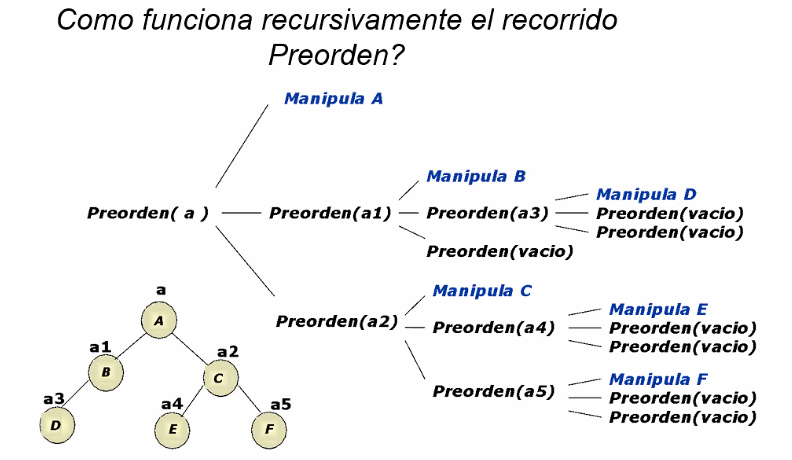 Como funciona recursivamente el recorrido
Preorden?
Manipula A
Manipula B
Manipula D
Preorden( a )
Preorden(a1)
Preorden(a3)
Preorden(vacio)
Preorden(vacio)
Preorden(vacio)
Manipula C
Preorden(a2)
Preorden(a4)
Manipula E
Preorden(vacio)
Preorden(vacio)
Preorden(a5)
Manipula F
Preorden(vacio)
Preorden(vacio)
a
A
a1
B
a2
C
a3
D
a4
E
a5
F